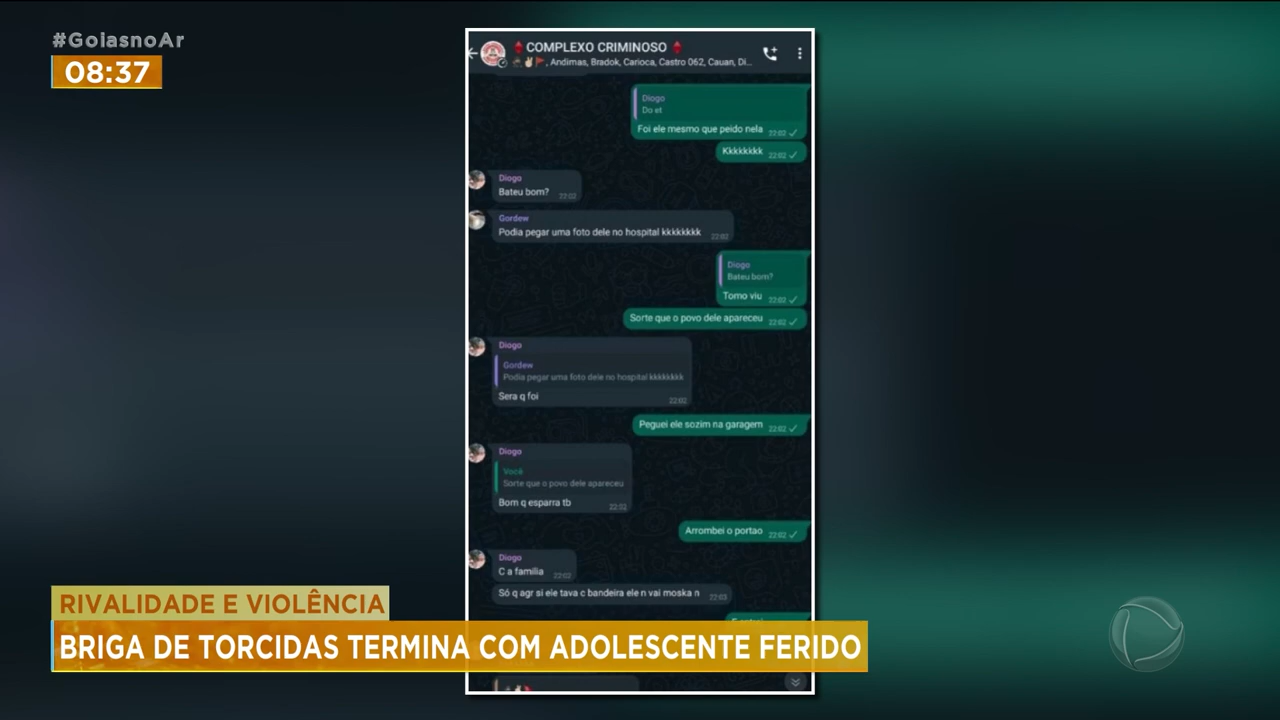 #GoiasnoAr
08:37
COMPLEXO CRIMINOSO
, Andimas, Bradok, Carioca, Castro 062, Cauan, Di...
Diogo
Do et
Foi ele mesmo que peido nela 22:02
Kkkkkkkk 22:02
Diogo
Bateu bom? 22:02
Gordew
Podia pegar uma foto dele no hospital kkkkkkkk 22:02
Diogo
Bateu bom?
Tomo viu 22:02
Sorte que o povo dele apareceu 22:02
Diogo
Gordew
Podia pegar uma foto dele no hospital kkkkkkkk
Sera q foi 22:02
Peguei ele sozim na garagem 22:02
Diogo
Você
Sorte que o povo dele apareceu
Bom q esparra tb 22:02
Arrombei o portao 22:02
Diogo
C a familia 22:02
Só q agr si ele tava c bandeira ele n vai moska n 22:03
RIVALIDADE E VIOLÊNCIA
BRIGA DE TORCIDAS TERMINA COM ADOLESCENTE FERIDO